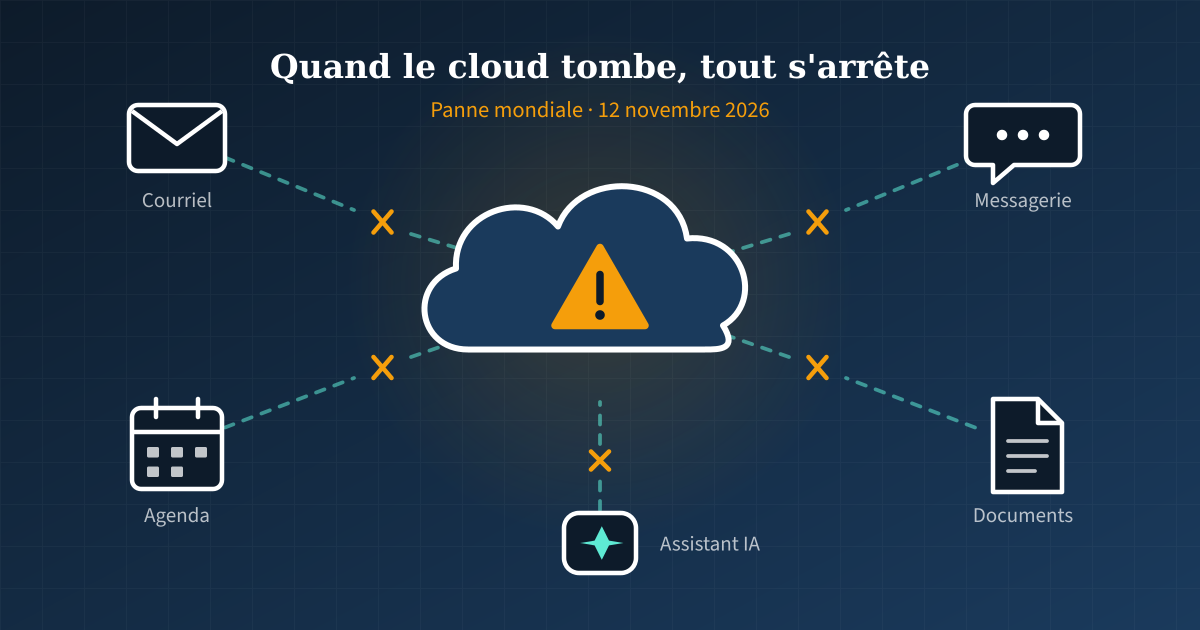 Quand le cloud tombe, tout s'arrête
Panne mondiale · 12 novembre 2026
Courriel
Messagerie
Agenda
Documents
Assistant IA